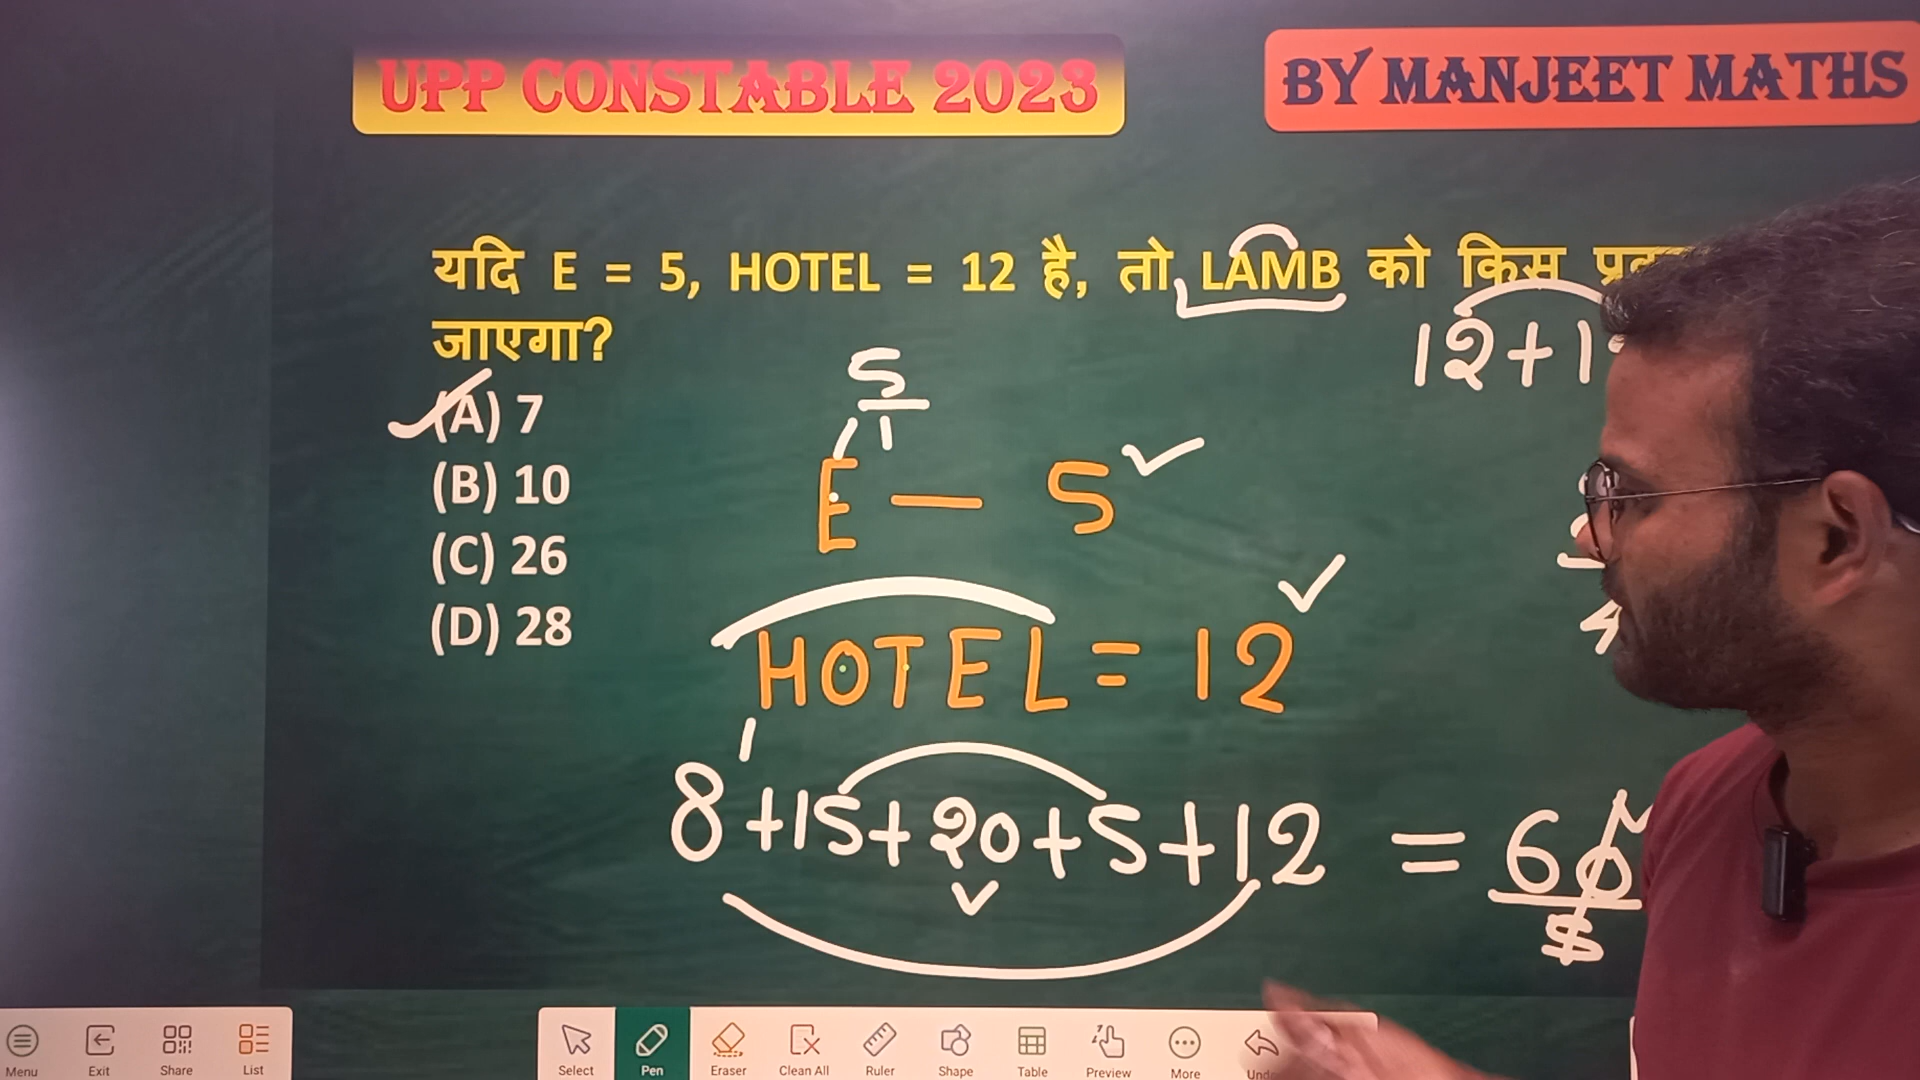 UPP CONSTABLE 2023
BY MANJEET MATHS
यदि E = 5, HOTEL = 12 है, तो LAMB को किस
जाएगा?
(A) 7
(B) 10
(C) 26
(D) 28
12+1
5
1
E — 5
HOTEL = 12
8+15+20+5+12 = 60
5
Menu Exit Share List Select Pen Eraser Clean All Ruler Shape Table Preview More